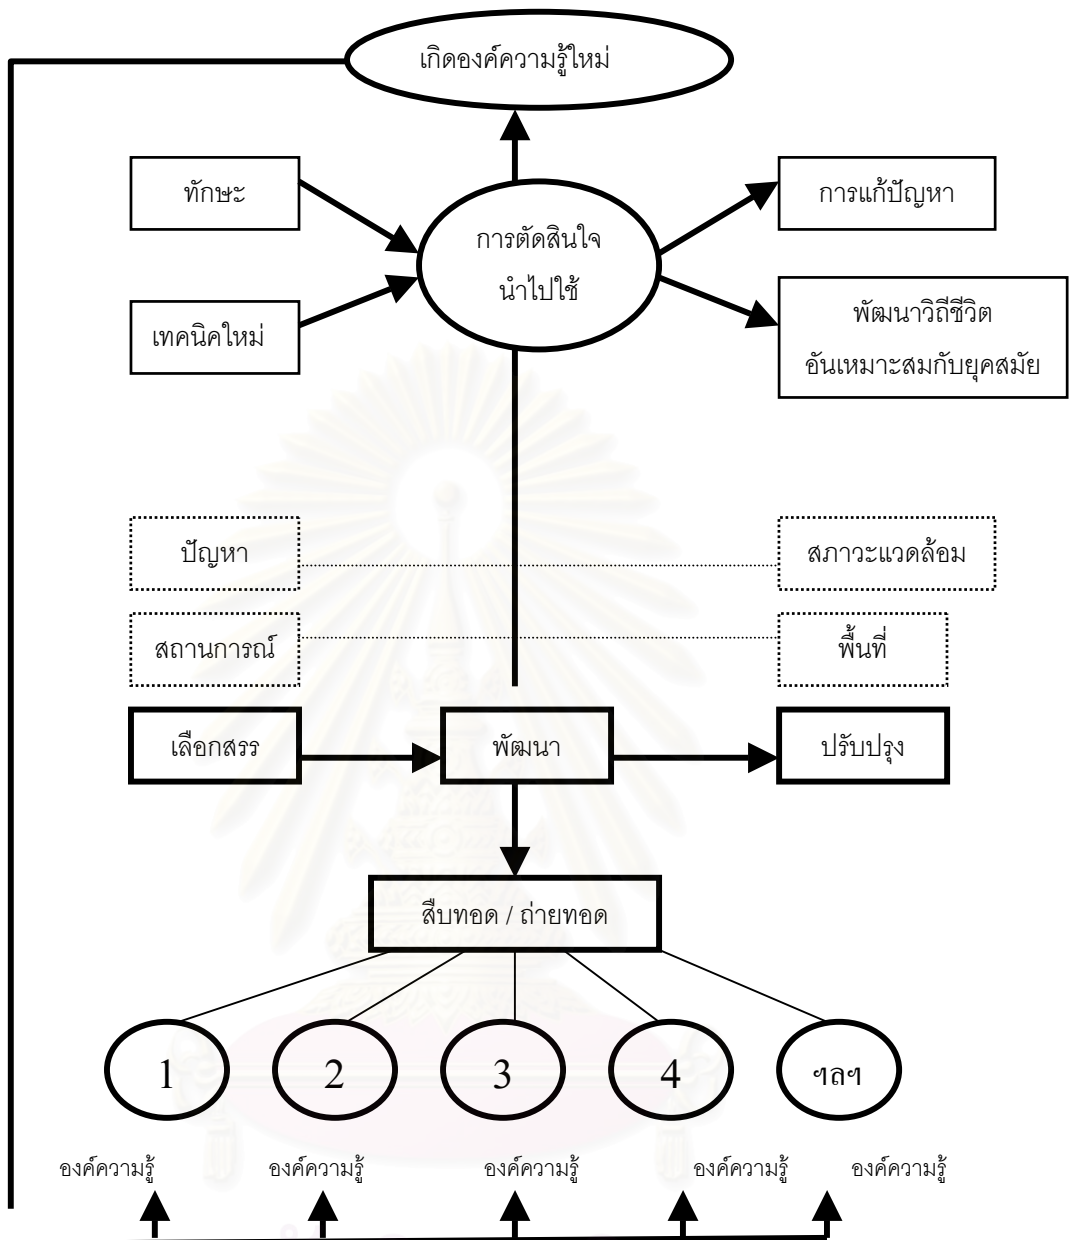 เกิดองค์ความรู้ใหม่
ทักษะ
การแก้ปัญหา
การตัดสินใจ
นำไปใช้
เทคนิคใหม่
พัฒนาวิถีชีวิต
อันเหมาะสมกับยุคสมัย
ปัญหา
สภาวะแวดล้อม
สถานการณ์
พื้นที่
เลือกสรร
พัฒนา
ปรับปรุง
สืบทอด / ถ่ายทอด
1
2
3
4
ฯลฯ
องค์ความรู้
องค์ความรู้
องค์ความรู้
องค์ความรู้
องค์ความรู้